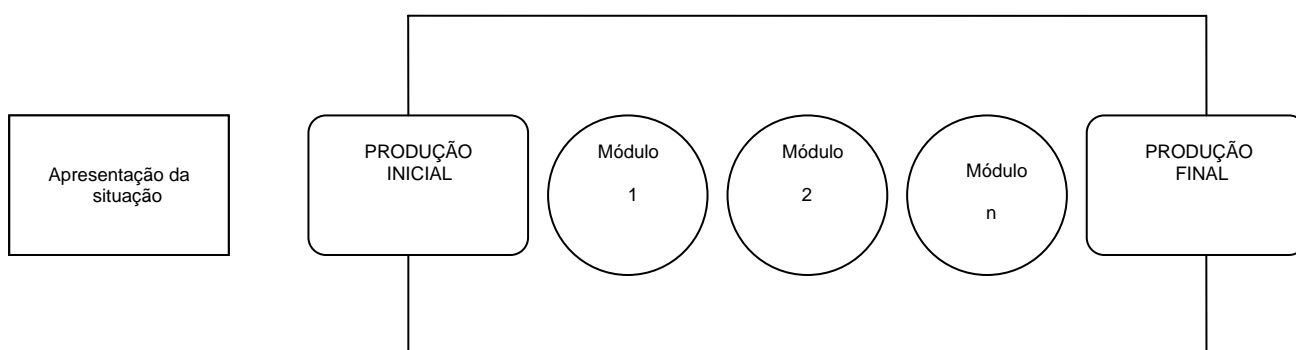 Apresentação da
situação
PRODUÇÃO
INICIAL
Módulo
1
Módulo
2
Módulo
n
PRODUÇÃO
FINAL